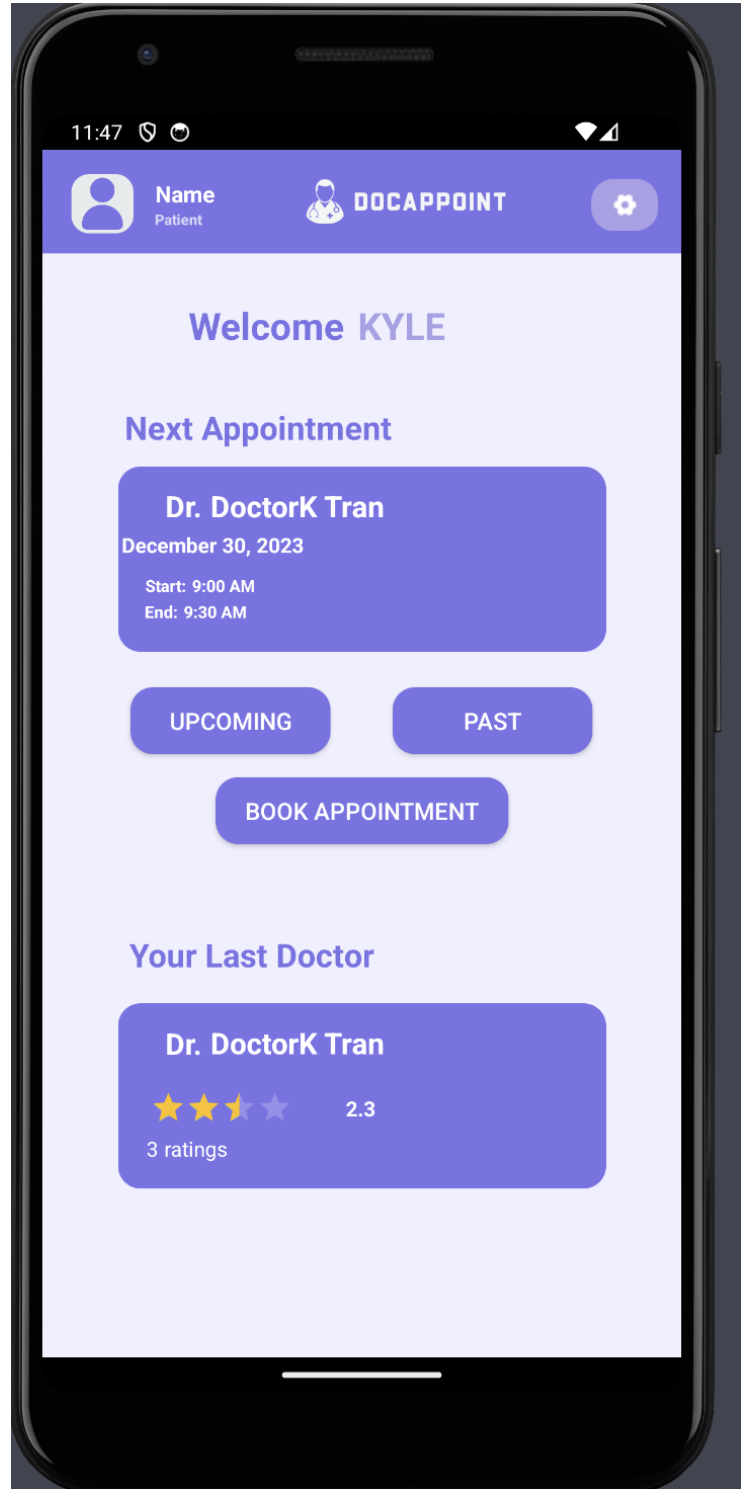 11:47
Name
Patient
DOCAPPOINT
Welcome KYLE
Next Appointment
Dr. DoctorK Tran
December 30, 2023
Start: 9:00 AM
End: 9:30 AM
UPCOMING PAST
BOOK APPOINTMENT
Your Last Doctor
Dr. DoctorK Tran
2.3
3 ratings